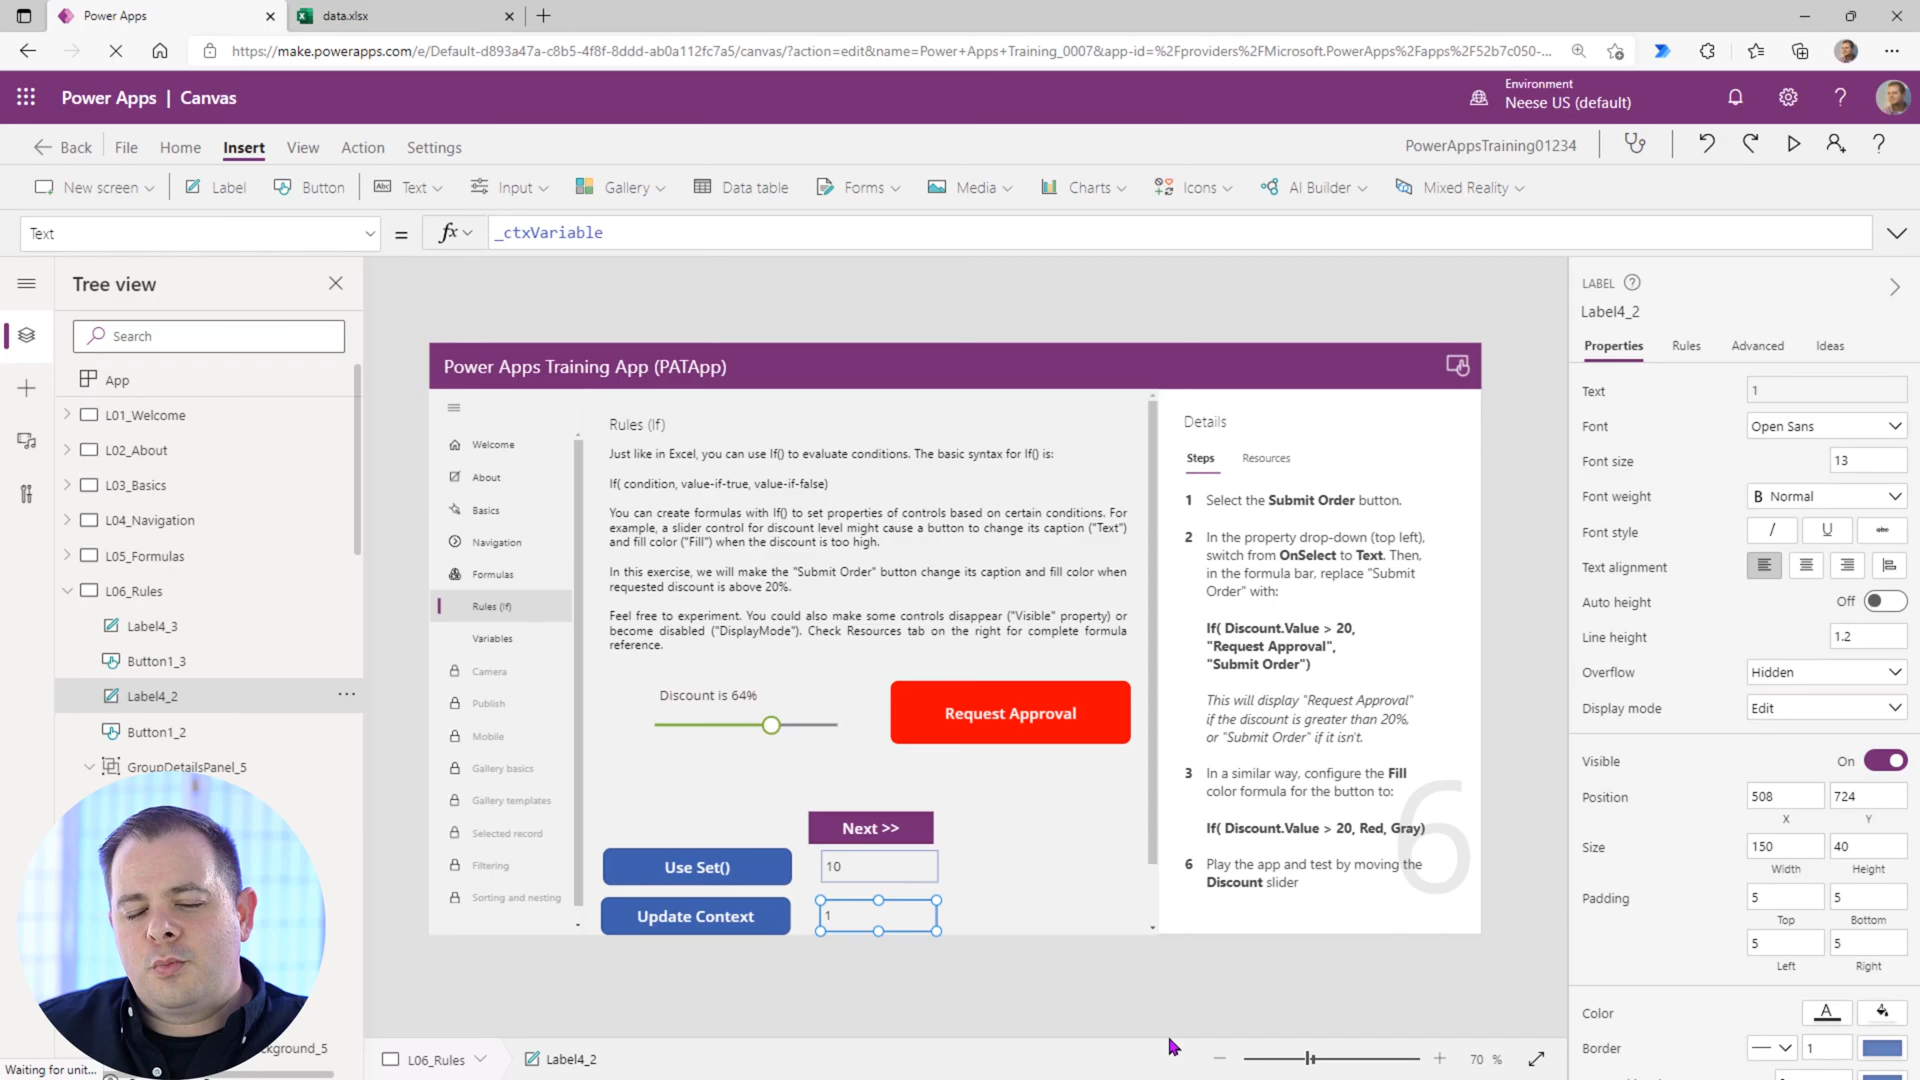 Power Apps
data.xlsx
https://make.powerapps.com/e/Default-d893a47a-c8b5-4f8f-8ddd-ab0a112fc7a5/canvas/?action=edit&name=Power+Apps+Training_0007&app-id=%2Fproviders%2FMicrosoft.PowerApps%2Fapps%2F52b7c050-...
Power Apps | Canvas
Environment
Neese US (default)
Back
File
Home
Insert
View
Action
Settings
PowerAppsTraining01234
New screen
Label
Button
Abc Text
Input
Gallery
Data table
Forms
Media
Charts
Icons
AI Builder
Mixed Reality
Text
=
fx
_ctxVariable
Tree view
Search
App
L01_Welcome
L02_About
L03_Basics
L04_Navigation
L05_Formulas
L06_Rules
Label4_3
Button1_3
Label4_2
Button1_2
GroupDetailsPanel_5
ckground_5
Waiting for unit...
Power Apps Training App (PATApp)
Welcome
About
Basics
Navigation
Formulas
Rules (If)
Variables
Camera
Publish
Mobile
Gallery basics
Gallery templates
Selected record
Filtering
Sorting and nesting
Rules (If)
Just like in Excel, you can use If() to evaluate conditions. The basic syntax for If() is:
If( condition, value-if-true, value-if-false)
You can create formulas with If() to set properties of controls based on certain conditions. For
example, a slider control for discount level might cause a button to change its caption ("Text")
and fill color ("Fill") when the discount is too high.
In this exercise, we will make the "Submit Order" button change its caption and fill color when
requested discount is above 20%.
Feel free to experiment. You could also make some controls disappear ("Visible" property) or
become disabled ("DisplayMode"). Check Resources tab on the right for complete formula
reference.
Discount is 64%
Request Approval
Next >>
Use Set()
10
Update Context
1
Details
Steps
Resources
1 Select the Submit Order button.
2 In the property drop-down (top left),
switch from OnSelect to Text. Then,
in the formula bar, replace "Submit
Order" with:
If( Discount.Value > 20,
"Request Approval",
"Submit Order")
This will display "Request Approval"
if the discount is greater than 20%,
or "Submit Order" if it isn't.
3 In a similar way, configure the Fill
color formula for the button to:
If( Discount.Value > 20, Red, Gray)
6 Play the app and test by moving the
Discount slider
6
L06_Rules
Label4_2
70 %
LABEL
Label4_2
Properties
Rules
Advanced
Ideas
Text
1
Font
Open Sans
Font size
13
Font weight
B Normal
Font style
/ U abc
Text alignment
Auto height
Off
Line height
1.2
Overflow
Hidden
Display mode
Edit
Visible
On
Position
508
724
X
Y
Size
150
40
Width
Height
Padding
5
5
Top
Bottom
5
5
Left
Right
Color
A
Border
1